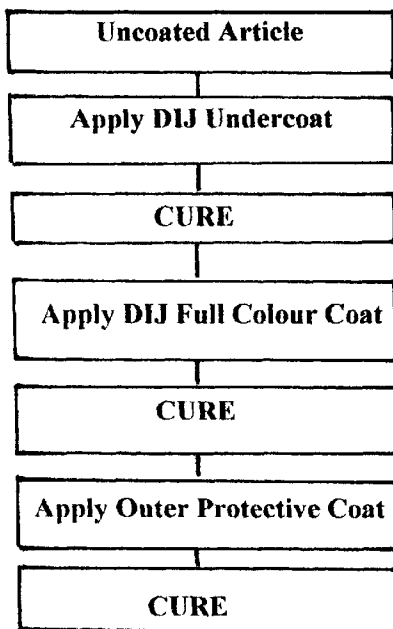 Uncoated Article
Apply DIJ Undercoat
CURE
Apply DIJ Full Colour Coat
CURE
Apply Outer Protective Coat
CURE